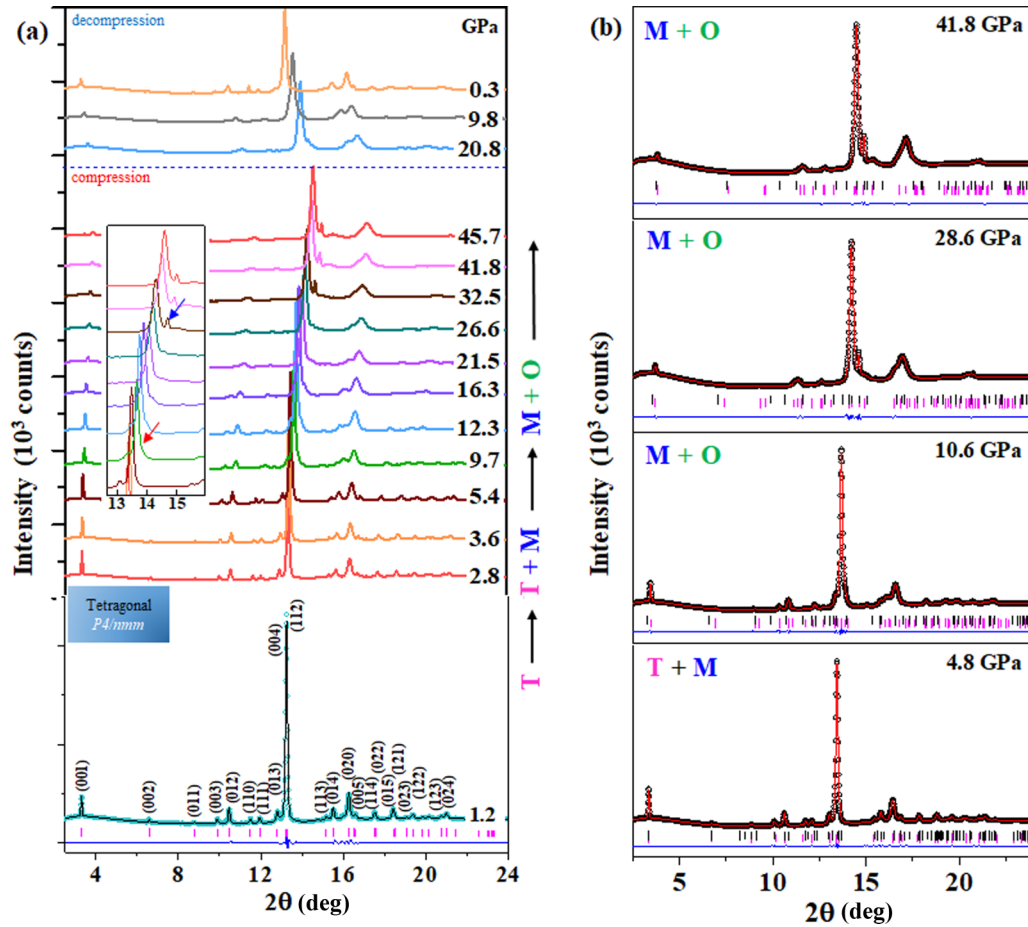 (a)
decompression
GPa
0.3
9.8
20.8
compression
45.7
41.8
32.5
26.6
21.5
16.3
12.3
9.7
5.4
3.6
2.8
13 14 15
Tetragonal
P4/nmm
(001)
(002)
(011)
(003)
(012)
(110)
(111)
(013)
(004)
(112)
(113)
(014)
(020)
(005)
(114)
(022)
(015)
(121)
(023)
(122)
(123)
(024)
1.2
4 8 12 16 20 24
2θ (deg)
Intensity (10³ counts)
T T + M M + O
(b)
M + O
41.8 GPa
M + O
28.6 GPa
M + O
10.6 GPa
T + M
4.8 GPa
5 10 15 20
2θ (deg)
Intensity (10³ counts)